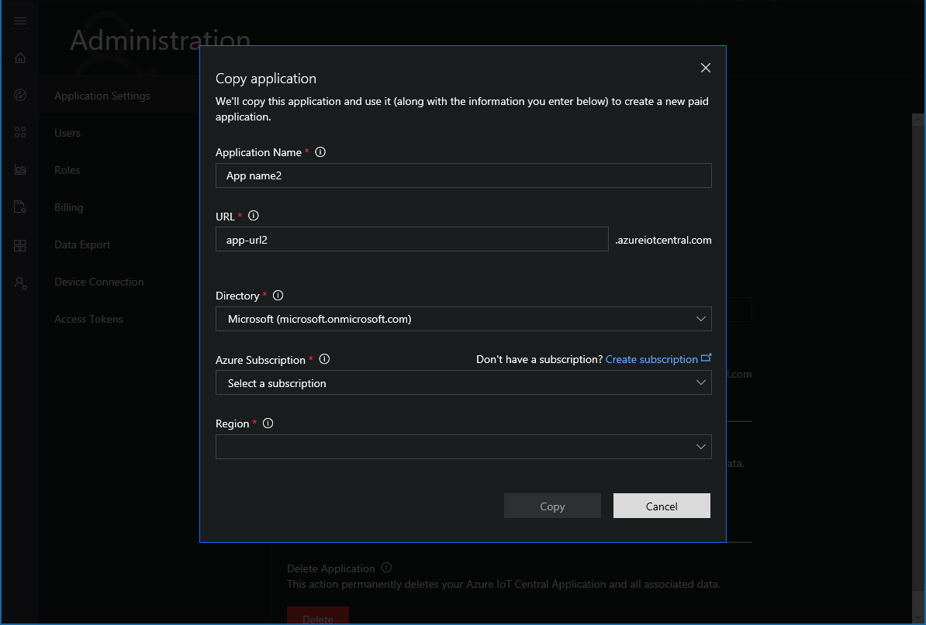 Administration
Application Settings
Users
Roles
Billing
Data Export
Device Connection
Access Tokens
Copy application
We'll copy this application and use it (along with the information you enter below) to create a new paid
application.
Application Name *
App name2
URL *
app-url2
.azureiotcentral.com
Directory *
Microsoft (microsoft.onmicrosoft.com)
Azure Subscription *
Don't have a subscription? Create subscription
Select a subscription
Region *
Copy
Cancel
.com
ata.
Delete Application
This action permanently deletes your Azure IoT Central Application and all associated data.
Delete